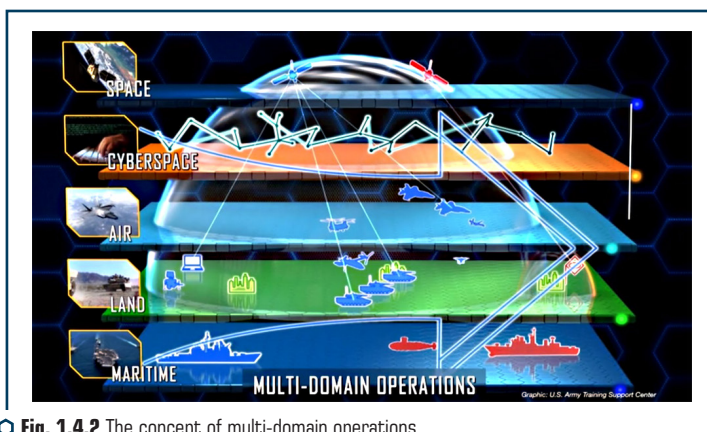 SPACE
CYBERSPACE
AIR
LAND
MARITIME
MULTI-DOMAIN OPERATIONS
Graphic: U.S. Army Training Support Center
Fig. 1.4.2 The concept of multi-domain operations